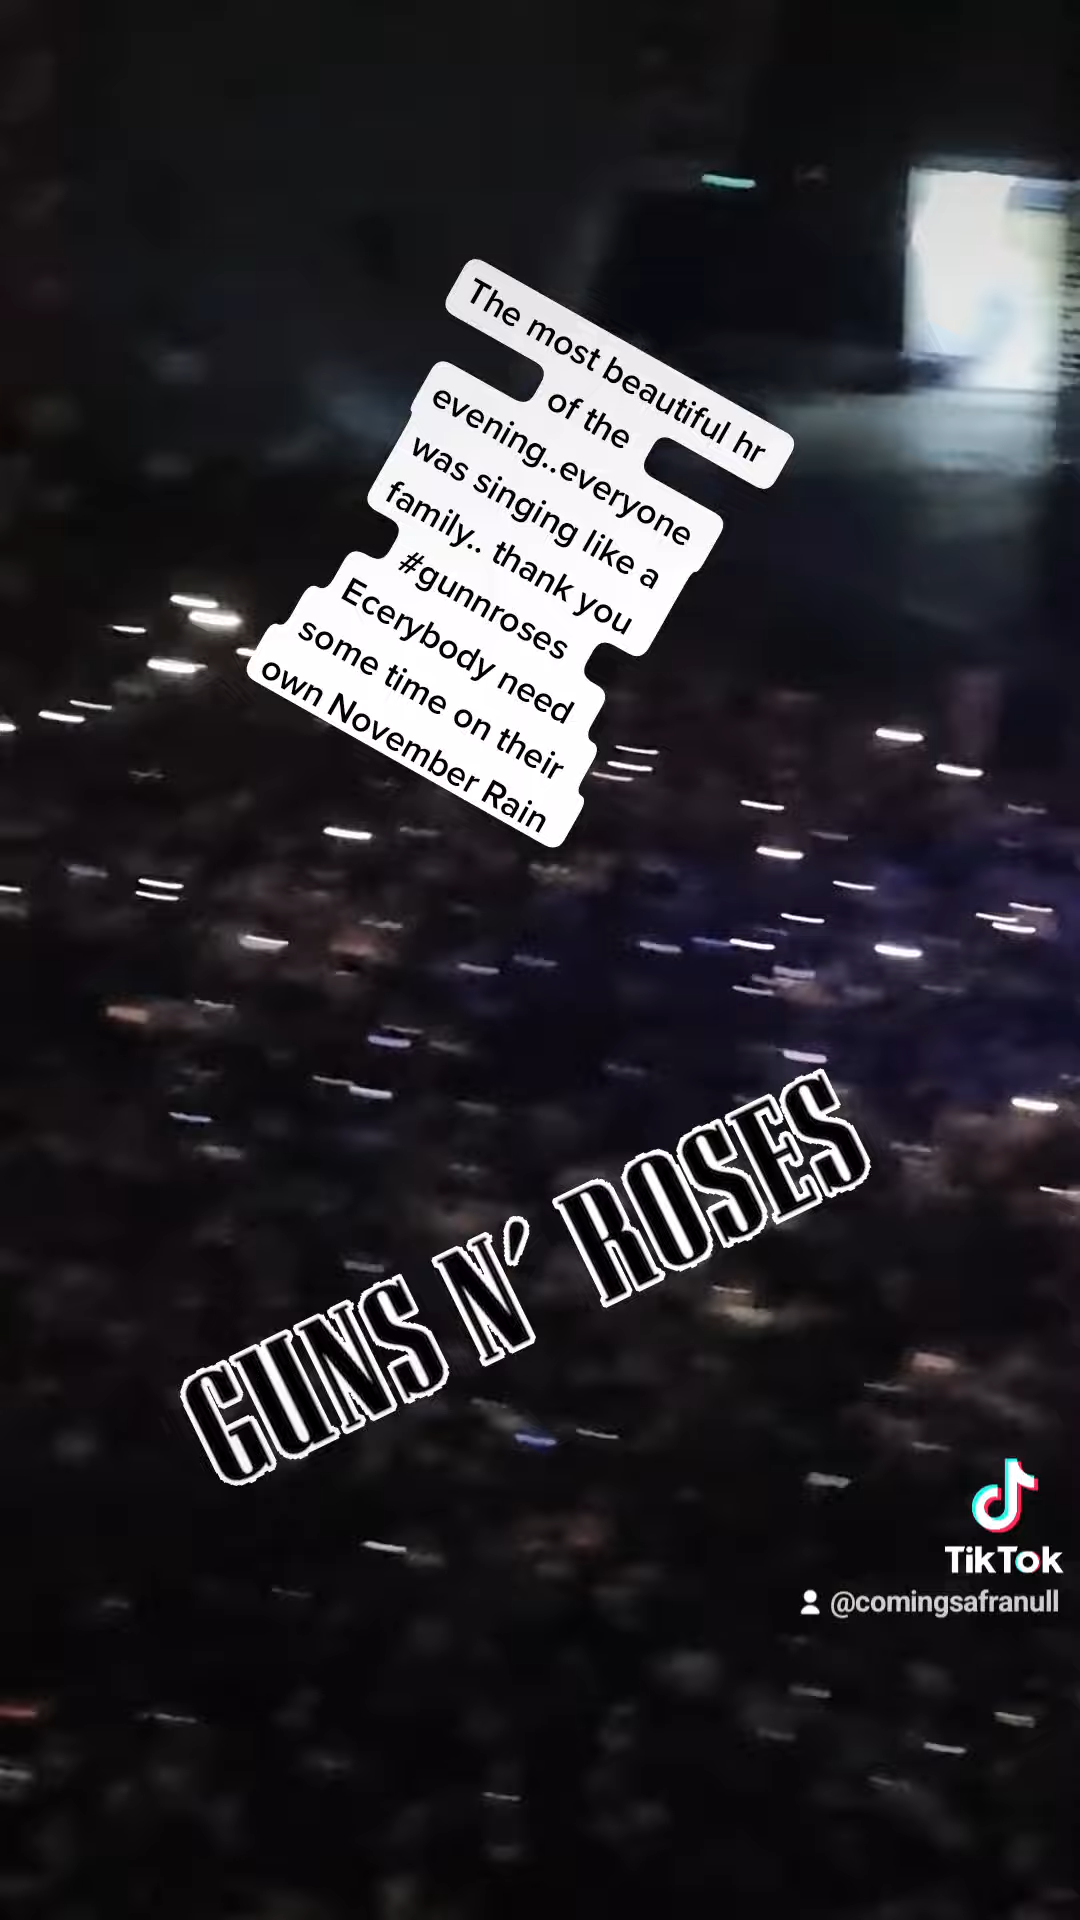 The most beautiful hr
of the
evening..everyone
was singing like a
family.. thank you
#gunnroses
Ecerybody need
some time on their
own November Rain
GUNS N' ROSES
TikTok
@comingsafranull